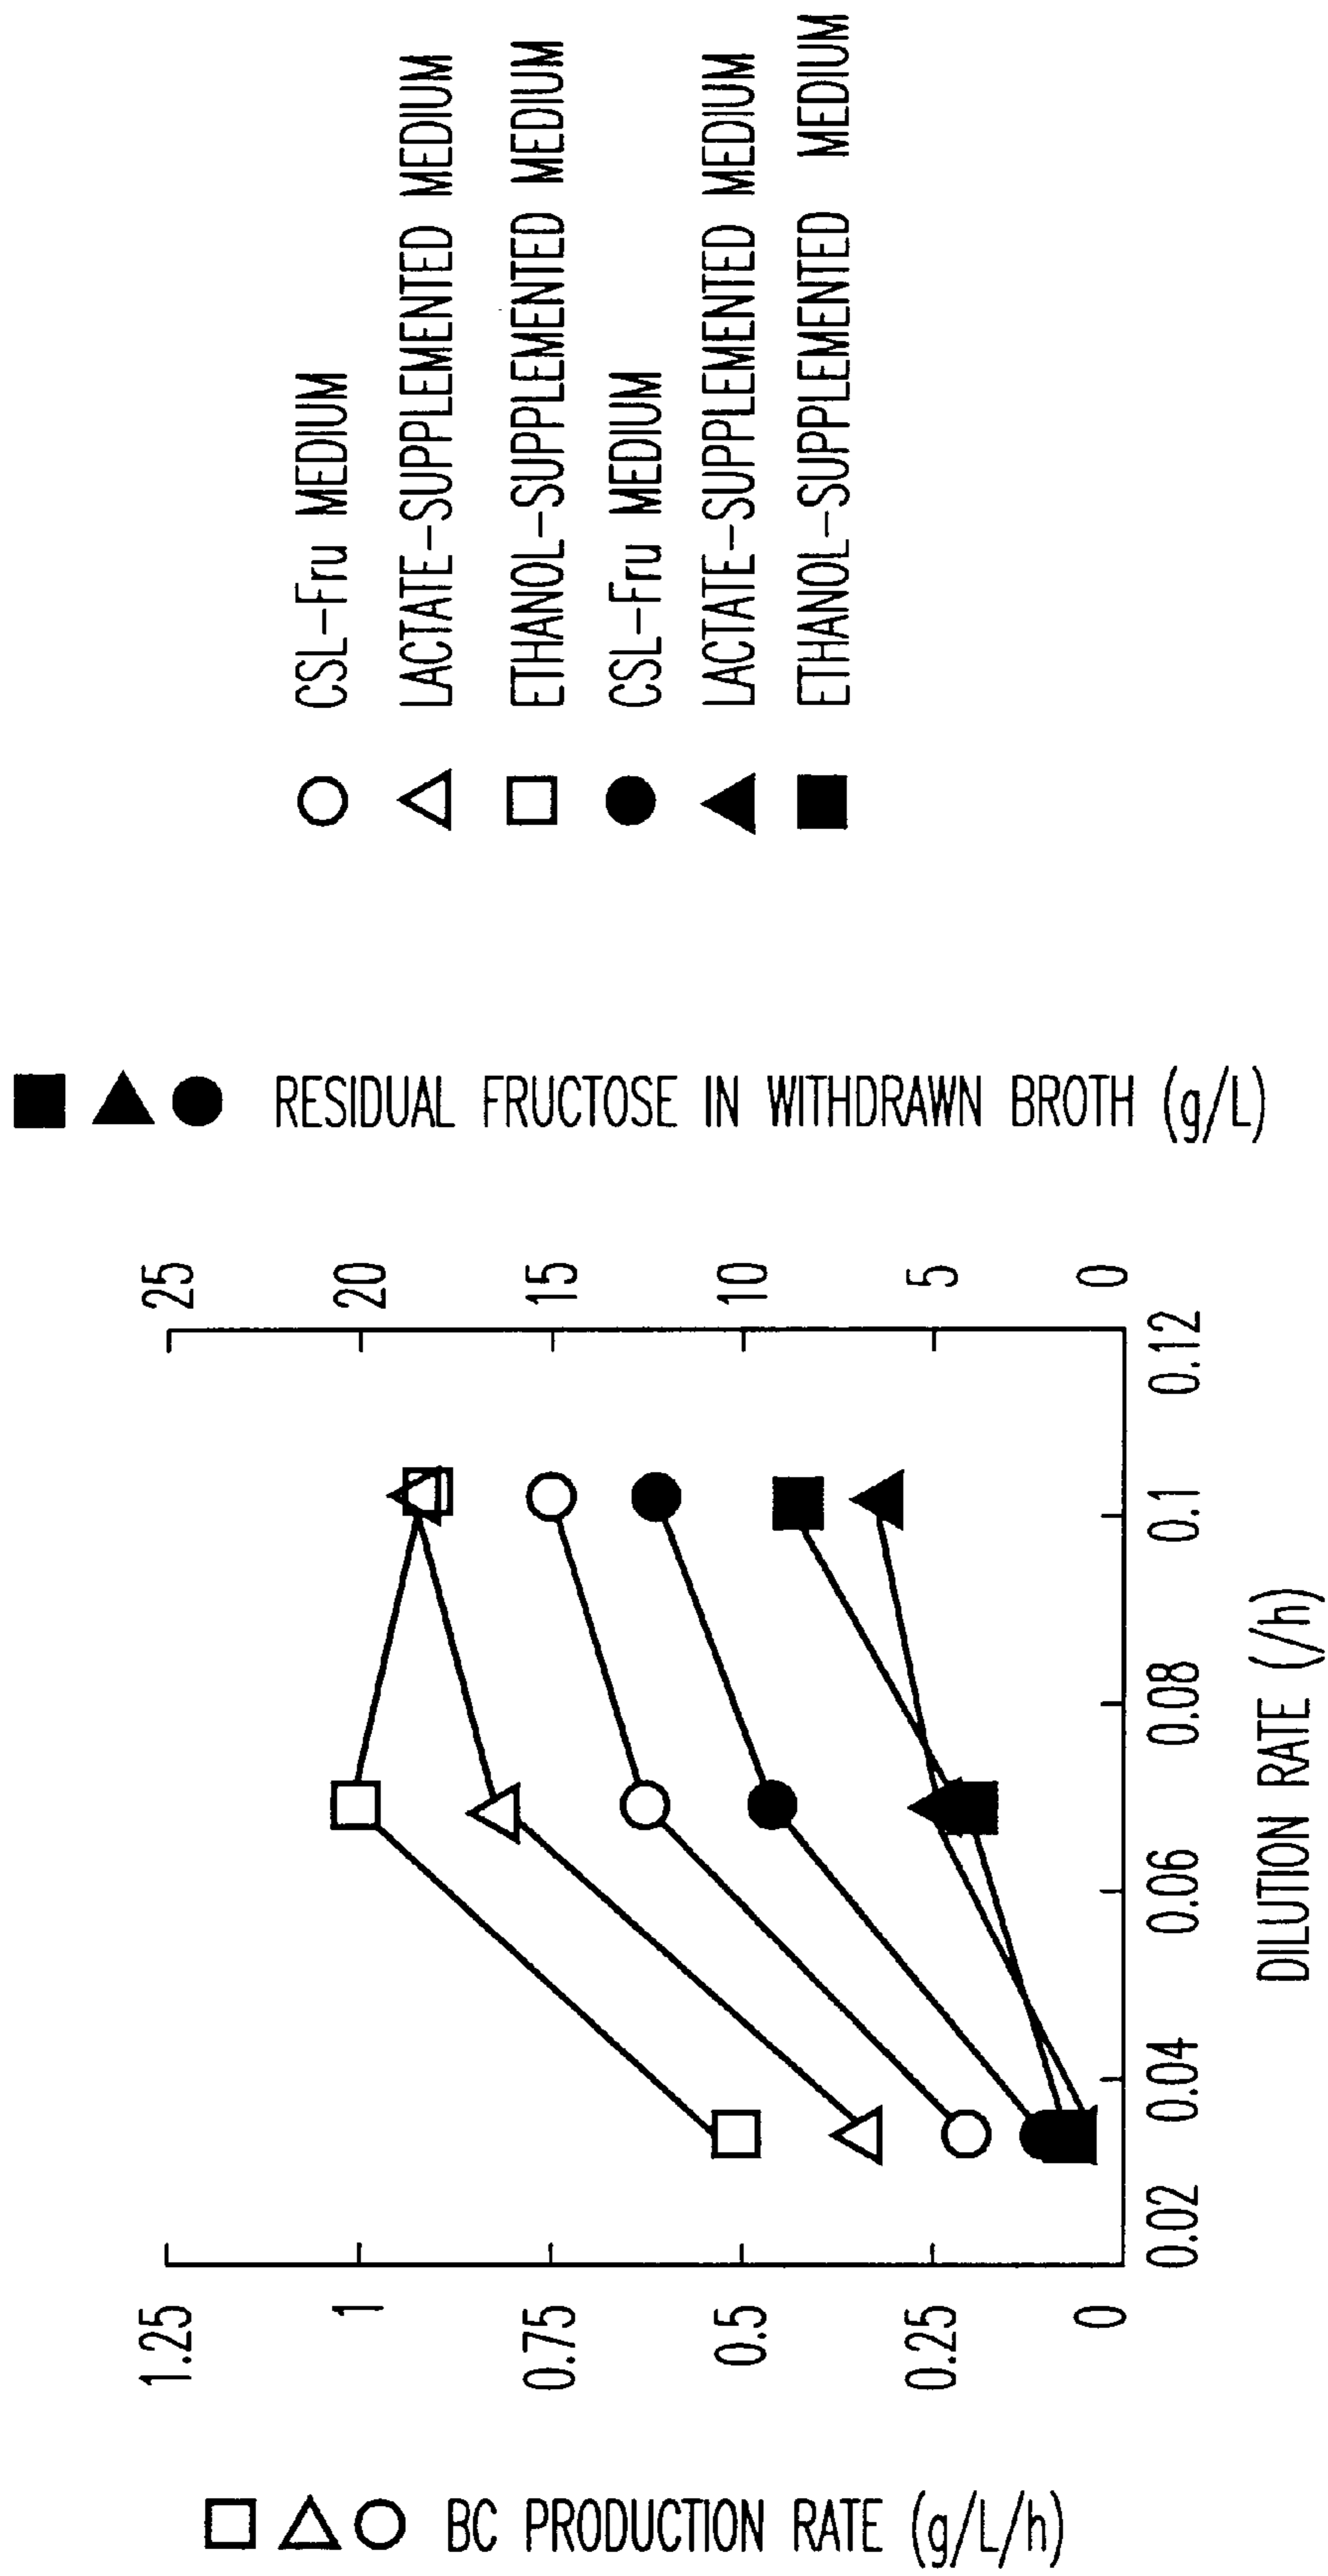 BC PRODUCTION RATE (g/L/h)
1.25
1
0.75
0.5
0.25
0
0.02
0.04
0.06
0.08
0.1
0.12
DILUTION RATE (/h)
25
20
15
10
5
0
RESIDUAL FRUCTOSE IN WITHDRAWN BROTH (g/L)
CSL-Fru MEDIUM
LACTATE-SUPPLEMENTED MEDIUM
ETHANOL-SUPPLEMENTED MEDIUM
CSL-Fru MEDIUM
LACTATE-SUPPLEMENTED MEDIUM
ETHANOL-SUPPLEMENTED MEDIUM